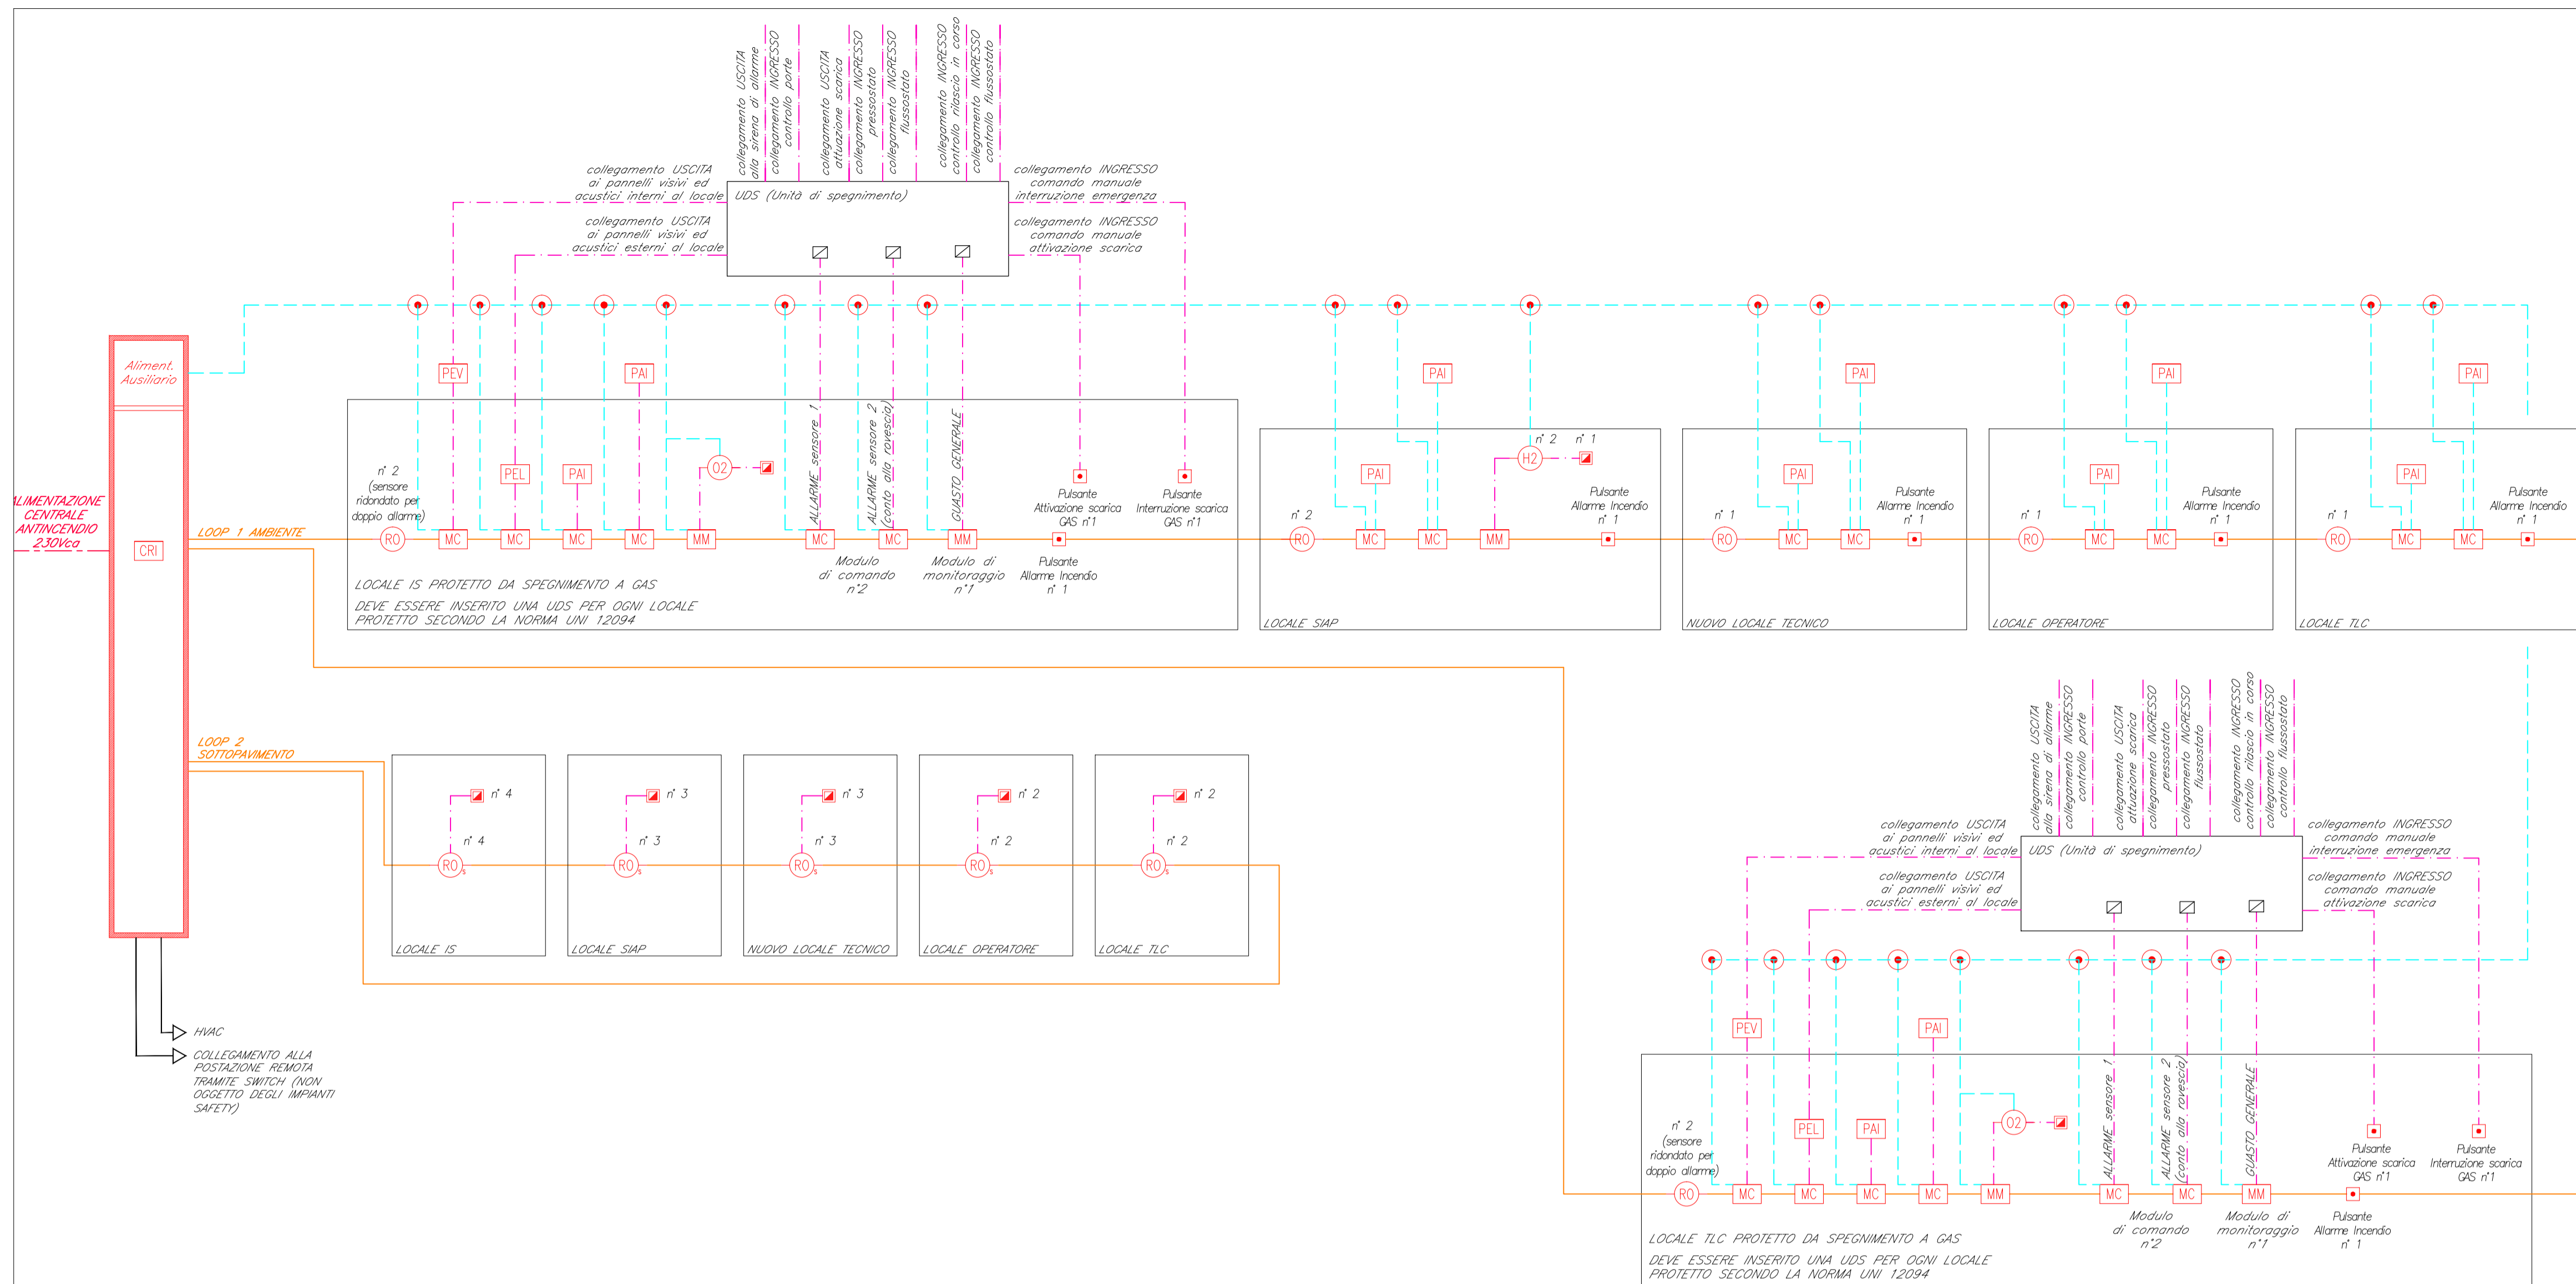 collegamento USCITA
alla sirena di allarme
collegamento INGRESSO
controllo porte
collegamento USCITA
attuazione scarica
collegamento INGRESSO
pressostato
collegamento INGRESSO
flussostato
collegamento INGRESSO
controllo rilascio in corso
collegamento INGRESSO
controllo flussostato
collegamento USCITA
ai pannelli visivi ed
acustici interni al locale
collegamento USCITA
ai pannelli visivi ed
acustici esterni al locale
UDS (Unità di spegnimento)
collegamento INGRESSO
comando manuale
interruzione emergenza
collegamento INGRESSO
comando manuale
attivazione scarica
Aliment.
Ausiliario
CRI
ALIMENTAZIONE
CENTRALE
ANTINCENDIO
230Vca
LOOP 1 AMBIENTE
LOOP 2
SOTTOPAVIMENTO
HVAC
COLLEGAMENTO ALLA
POSTAZIONE REMOTA
TRAMITE SWITCH (NON
OGGETTO DEGLI IMPIANTI
SAFETY)
PEV
PAI
PEL
PAI
O2
n° 2
(sensore
ridondato per
doppio allarme)
ALLARME sensore 1
ALLARME sensore 2
(conto alla rovescia)
GUASTO GENERALE
Pulsante
Attivazione scarica
GAS n°1
Pulsante
Interruzione scarica
GAS n°1
RO MC MC MC MC MM MC MC MM
Modulo
di comando
n°2
Modulo di
monitoraggio
n°1
Pulsante
Allarme Incendio
n° 1
LOCALE IS PROTETTO DA SPEGNIMENTO A GAS
DEVE ESSERE INSERITO UNA UDS PER OGNI LOCALE
PROTETTO SECONDO LA NORMA UNI 12094
PAI
PAI
n° 2 n° 1
H2
n° 2
Pulsante
Allarme Incendio
n° 1
RO MC MC MM
LOCALE SIAP
PAI
PAI
n° 1
Pulsante
Allarme Incendio
n° 1
RO MC MC
NUOVO LOCALE TECNICO
PAI
PAI
n° 1
Pulsante
Allarme Incendio
n° 1
RO MC MC
LOCALE OPERATORE
PAI
PAI
n° 1
Pulsante
Allarme Incendio
n° 1
RO MC MC
LOCALE TLC
n° 4
n° 4
ROs
LOCALE IS
n° 3
n° 3
ROs
LOCALE SIAP
n° 3
n° 3
ROs
NUOVO LOCALE TECNICO
n° 2
n° 2
ROs
LOCALE OPERATORE
n° 2
n° 2
ROs
LOCALE TLC
collegamento USCITA
alla sirena di allarme
collegamento INGRESSO
controllo porte
collegamento USCITA
attuazione scarica
collegamento INGRESSO
pressostato
collegamento INGRESSO
flussostato
collegamento INGRESSO
controllo rilascio in corso
collegamento INGRESSO
controllo flussostato
collegamento USCITA
ai pannelli visivi ed
acustici interni al locale
collegamento USCITA
ai pannelli visivi ed
acustici esterni al locale
UDS (Unità di spegnimento)
collegamento INGRESSO
comando manuale
interruzione emergenza
collegamento INGRESSO
comando manuale
attivazione scarica
PEV
PAI
PEL
PAI
O2
n° 2
(sensore
ridondato per
doppio allarme)
ALLARME sensore 1
ALLARME sensore 2
(conto alla rovescia)
GUASTO GENERALE
Pulsante
Attivazione scarica
GAS n°1
Pulsante
Interruzione scarica
GAS n°1
RO MC MC MC MC MM MC MC MM
Modulo
di comando
n°2
Modulo di
monitoraggio
n°1
Pulsante
Allarme Incendio
n° 1
LOCALE TLC PROTETTO DA SPEGNIMENTO A GAS
DEVE ESSERE INSERITO UNA UDS PER OGNI LOCALE
PROTETTO SECONDO LA NORMA UNI 12094